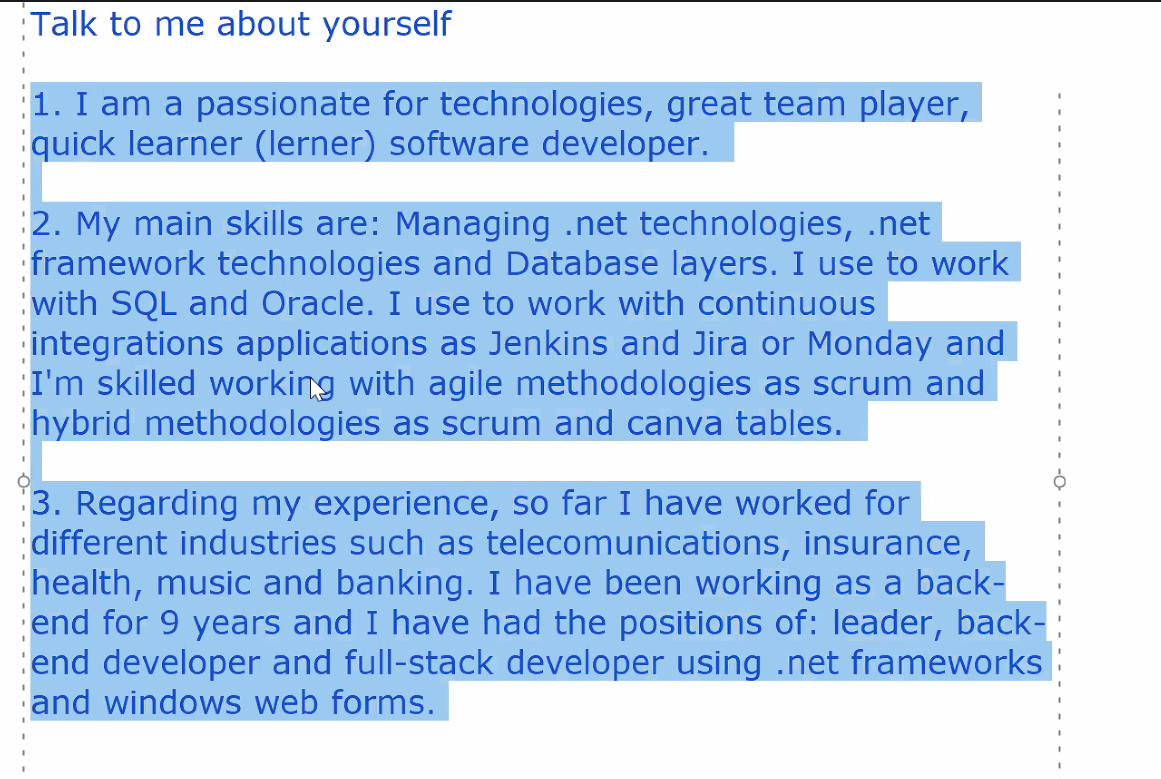 Talk to me about yourself
1. I am a passionate for technologies, great team player,
quick learner (lerner) software developer.
2. My main skills are: Managing .net technologies, .net
framework technologies and Database layers. I use to work
with SQL and Oracle. I use to work with continuous
integrations applications as Jenkins and Jira or Monday and
I'm skilled working with agile methodologies as scrum and
hybrid methodologies as scrum and canva tables.
3. Regarding my experience, so far I have worked for
different industries such as telecomunications, insurance,
health, music and banking. I have been working as a back-
end for 9 years and I have had the positions of: leader, back-
end developer and full-stack developer using .net frameworks
and windows web forms.